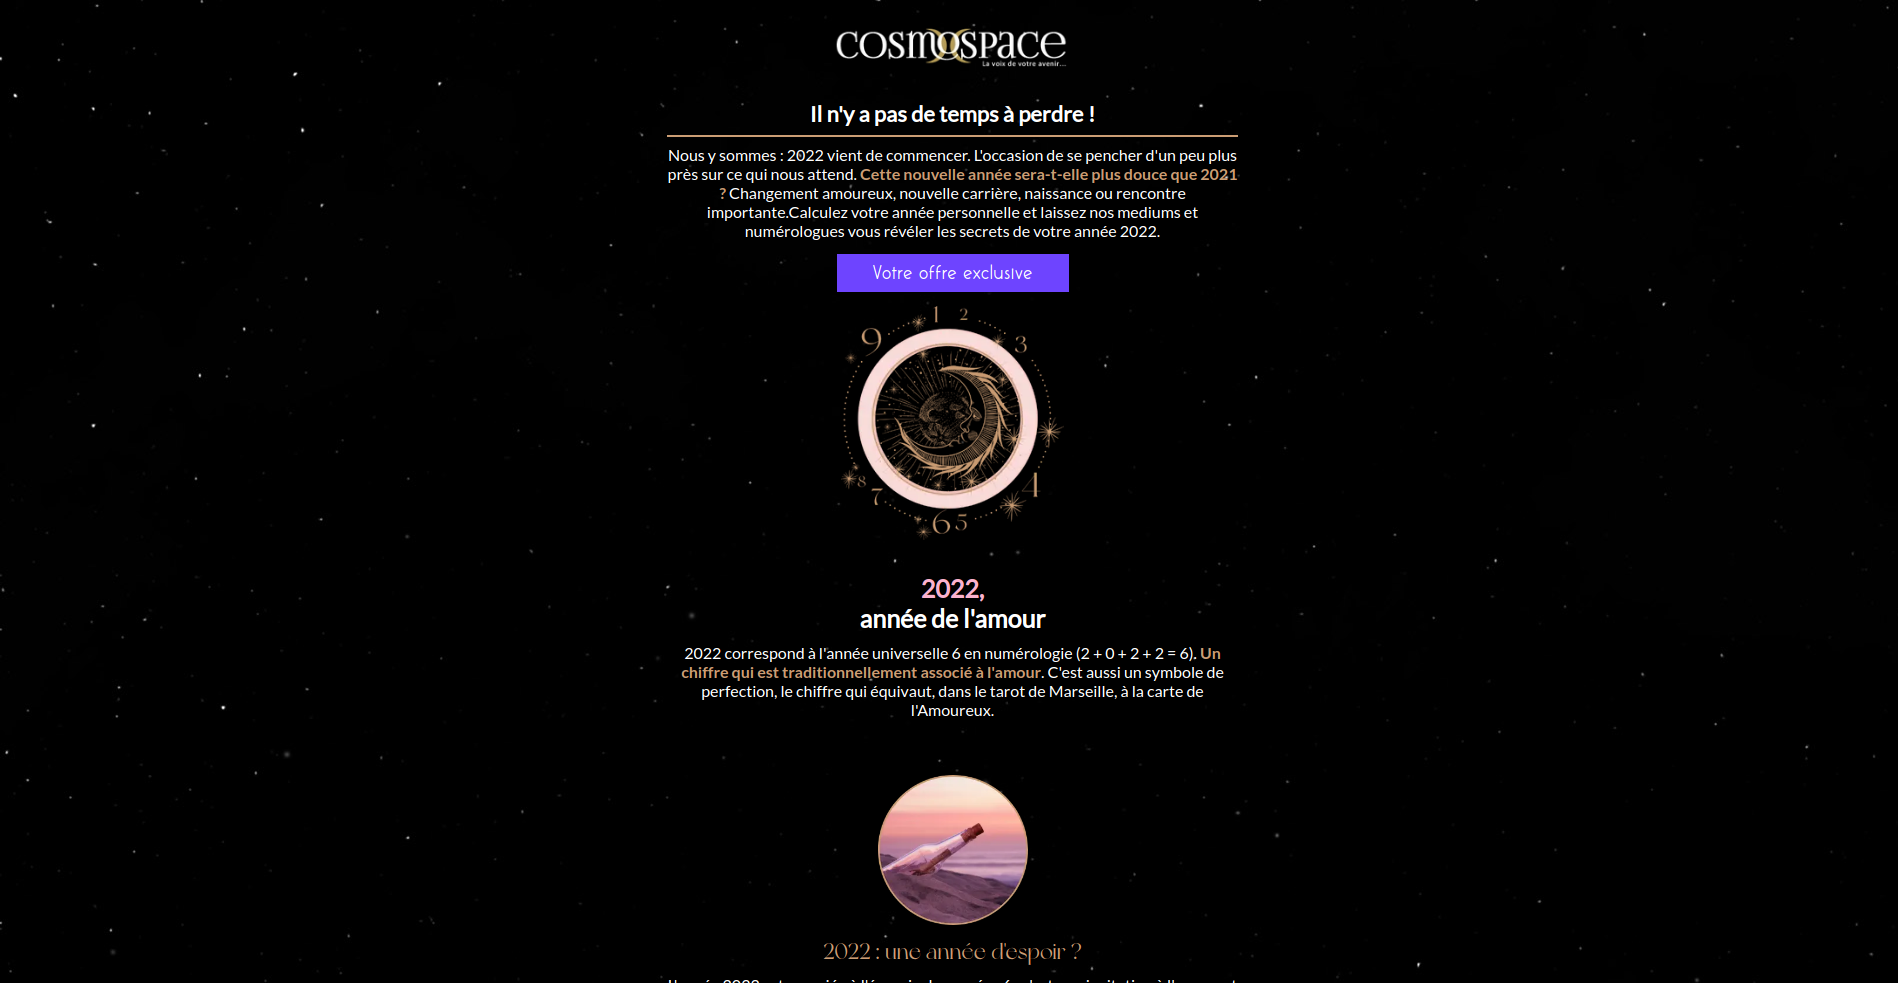 COSMOSPACE
La voix de votre avenir...
Il n'y a pas de temps à perdre !
Nous y sommes : 2022 vient de commencer. L'occasion de se pencher d'un peu plus
près sur ce qui nous attend. Cette nouvelle année sera-t-elle plus douce que 2021
? Changement amoureux, nouvelle carrière, naissance ou rencontre
importante.Calculez votre année personnelle et laissez nos mediums et
numérologues vous révéler les secrets de votre année 2022.
Votre offre exclusive
1 2
9 3
8 4
7
6 5
2022,
année de l'amour
2022 correspond à l'année universelle 6 en numérologie (2 + 0 + 2 + 2 = 6). Un
chiffre qui est traditionnellement associé à l'amour. C'est aussi un symbole de
perfection, le chiffre qui équivaut, dans le tarot de Marseille, à la carte de
l'Amoureux.
2022 : une année d'espoir ?